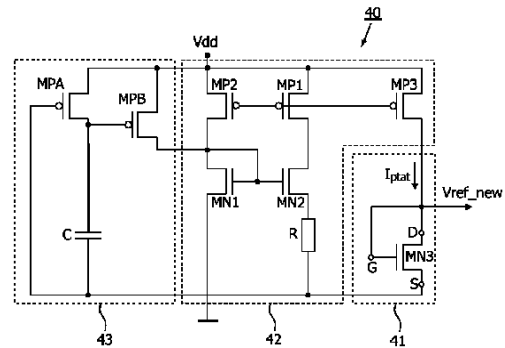 40
Vdd
MPA
MPB
MP2
MP1
MP3
Iptat
Vref_new
MN1
MN2
C
R
D
G
MN3
S
43
42
41